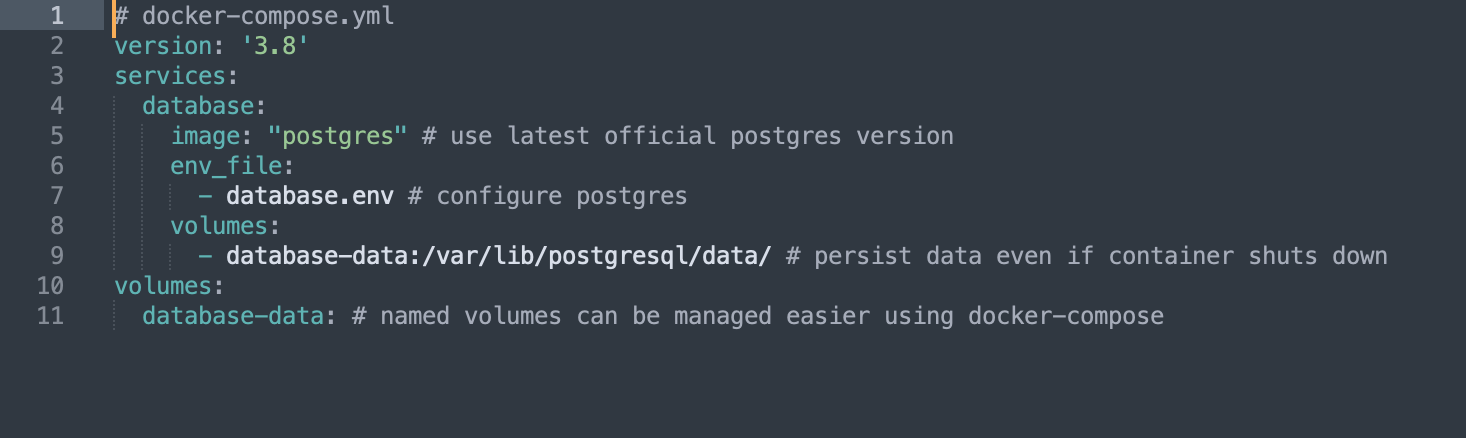 1 # docker-compose.yml
2 version: '3.8'
3 services:
4   database:
5     image: "postgres" # use latest official postgres version
6     env_file:
7       - database.env # configure postgres
8     volumes:
9       - database-data:/var/lib/postgresql/data/ # persist data even if container shuts down
10 volumes:
11   database-data: # named volumes can be managed easier using docker-compose